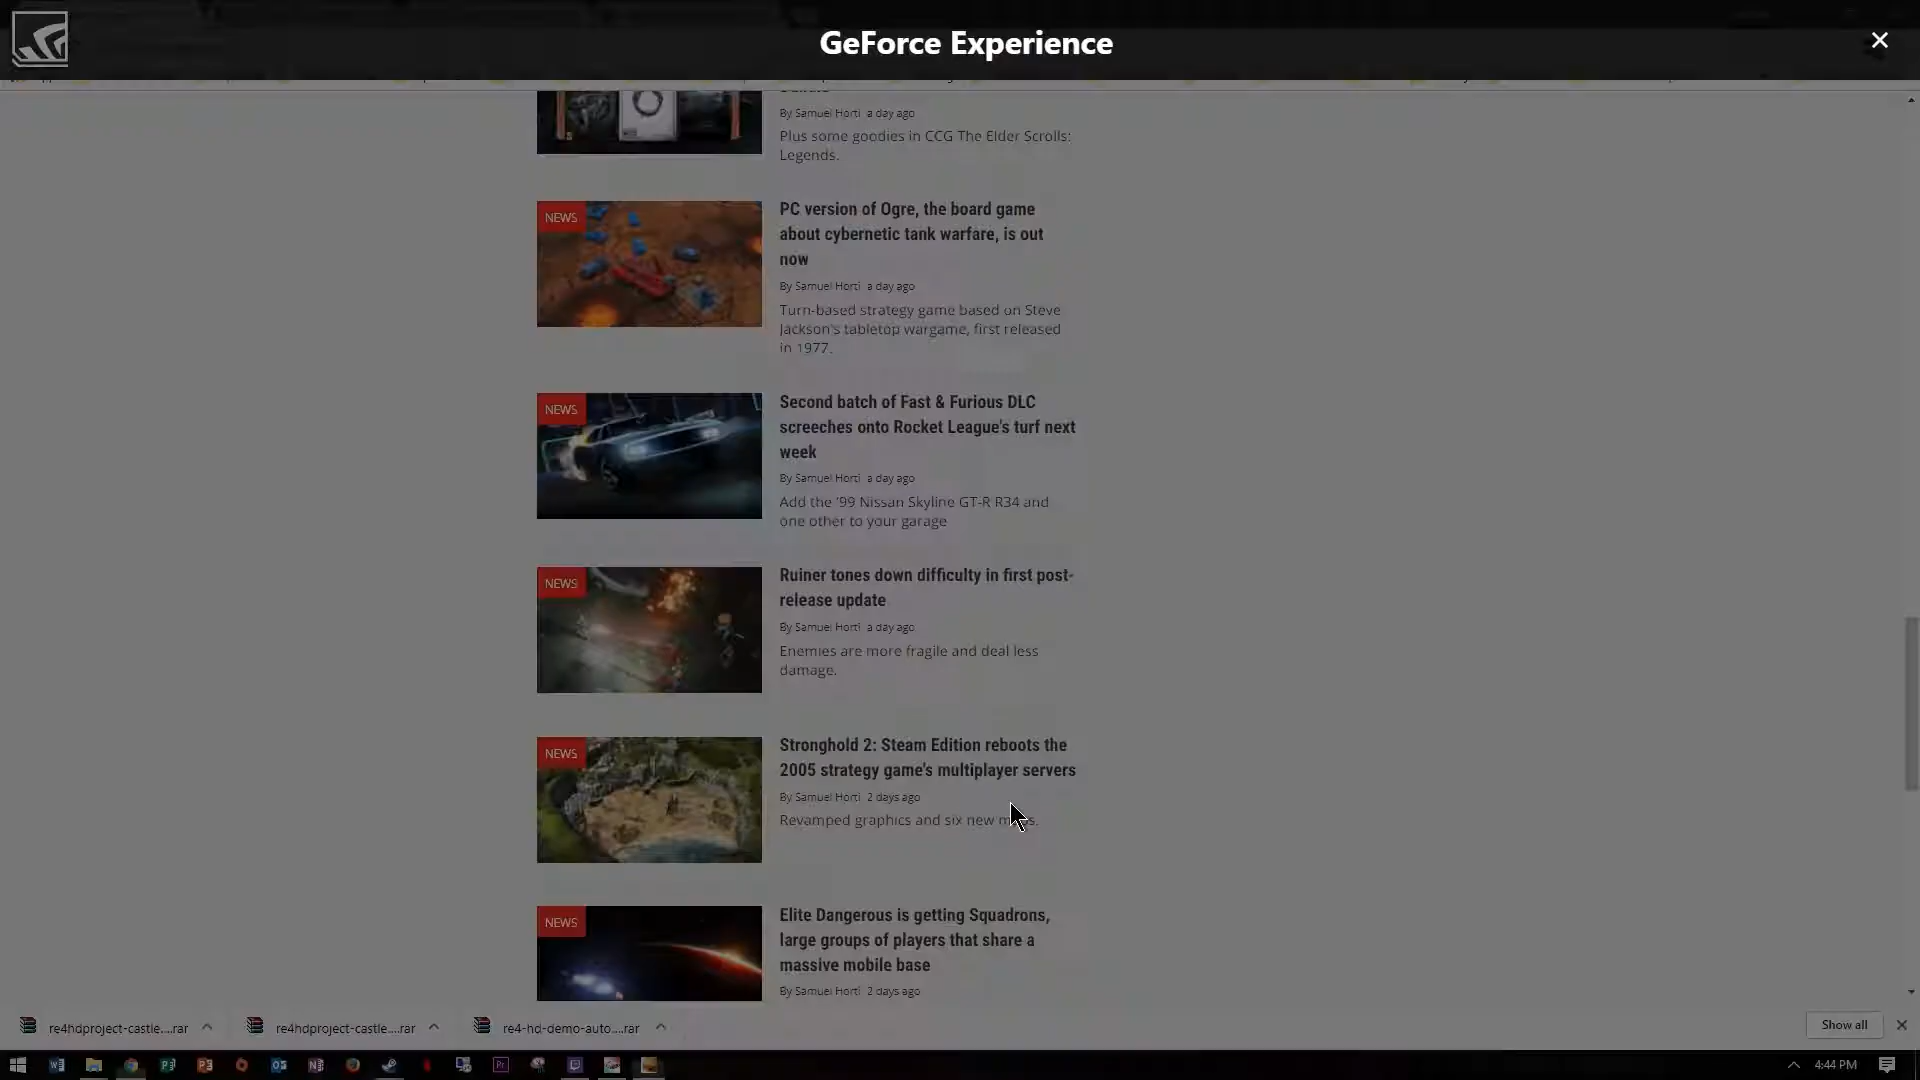 GeForce Experience
By Samuel Horti a day ago
Plus some goodies in CCG The Elder Scrolls:
Legends.
NEWS
PC version of Ogre, the board game
about cybernetic tank warfare, is out
now
By Samuel Horti a day ago
Turn-based strategy game based on Steve
Jackson's tabletop wargame, first released
in 1977.
NEWS
Second batch of Fast & Furious DLC
screeches onto Rocket League's turf next
week
By Samuel Horti a day ago
Add the '99 Nissan Skyline GT-R R34 and
one other to your garage
NEWS
Ruiner tones down difficulty in first post-
release update
By Samuel Horti a day ago
Enemies are more fragile and deal less
damage.
NEWS
Stronghold 2: Steam Edition reboots the
2005 strategy game's multiplayer servers
By Samuel Horti 2 days ago
Revamped graphics and six new
NEWS
Elite Dangerous is getting Squadrons,
large groups of players that share a
massive mobile base
By Samuel Horti 2 days ago
re4hdproject-castle....rar
re4hdproject-castle....rar
re4-hd-demo-auto....rar
Show all
4:44 PM